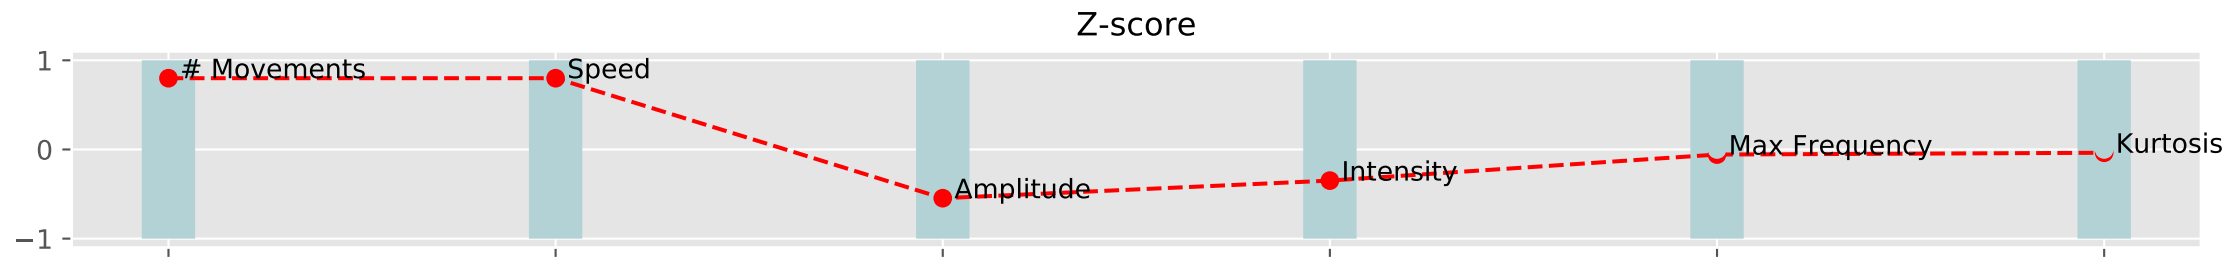 Z-score
1
# Movements
Speed
0
Max Frequency
Kurtosis
Intensity
Amplitude
−1